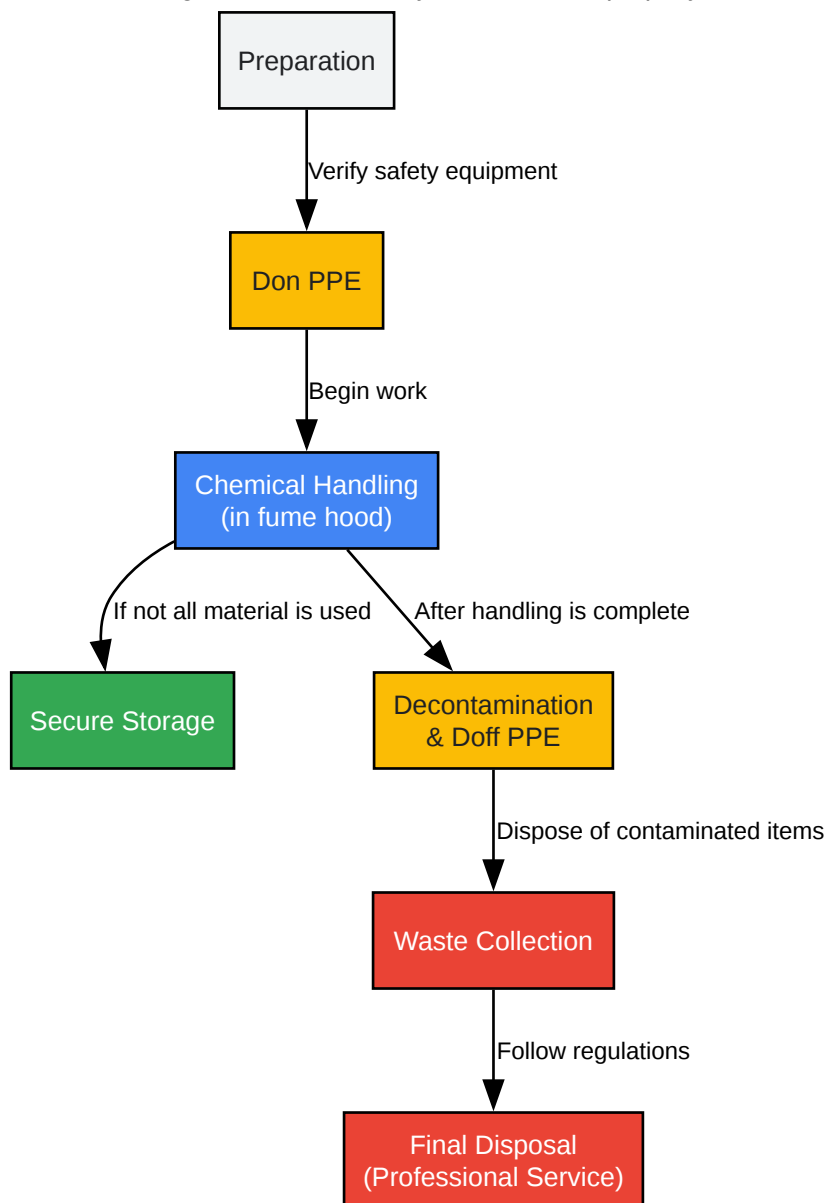 Preparation
Verify safety equipment
Don PPE
Begin work
Chemical Handling
(in fume hood)
If not all material is used
After handling is complete
Secure Storage
Decontamination
& Doff PPE
Dispose of contaminated items
Waste Collection
Follow regulations
Final Disposal
(Professional Service)